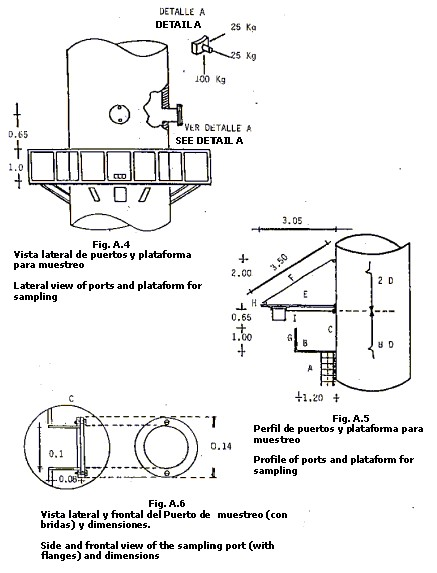 DETALLE A
DETAIL A
25 Kg
25 Kg
100 Kg
VER DETALLE A
SEE DETAIL A
0.65
1.0
Fig. A.4
Vista lateral de puertos y plataforma
para muestreo
Lateral view of ports and plataform for
sampling
3.05
3.50
2.00
F
E
H
I
2 D
0.65
1.00
G
C
B
8 D
A
1.20
Fig. A.5
Perfil de puertos y plataforma para
muestreo
Profile of ports and plataform for
sampling
C
0.1
0.08
0.14
Fig. A.6
Vista lateral y frontal del Puerto de muestreo (con
bridas) y dimensiones.
Side and frontal view of the sampling port (with
flanges) and dimensions